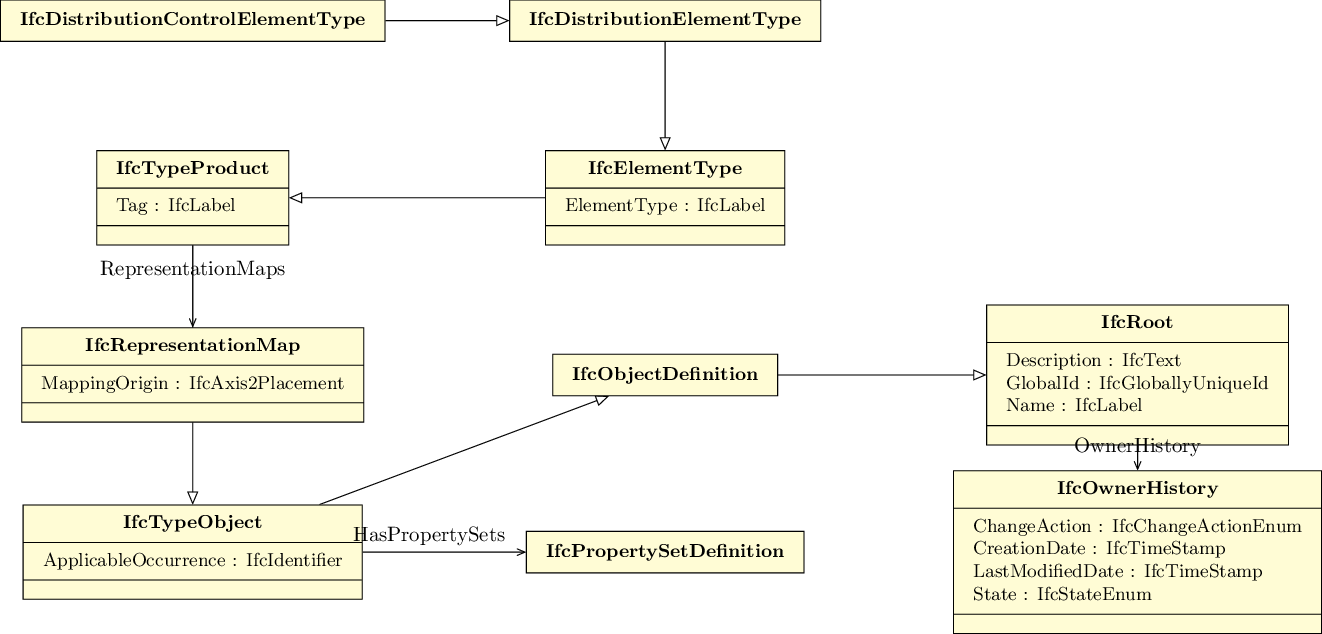 IfcDistributionControlElementType
IfcDistributionElementType
IfcTypeProduct
Tag : IfcLabel
IfcElementType
ElementType : IfcLabel
RepresentationMaps
IfcRepresentationMap
MappingOrigin : IfcAxis2Placement
IfcObjectDefinition
IfcRoot
Description : IfcText
GlobalId : IfcGloballyUniqueId
Name : IfcLabel
OwnerHistory
IfcTypeObject
ApplicableOccurrence : IfcIdentifier
HasPropertySets
IfcPropertySetDefinition
IfcOwnerHistory
ChangeAction : IfcChangeActionEnum
CreationDate : IfcTimeStamp
LastModifiedDate : IfcTimeStamp
State : IfcStateEnum